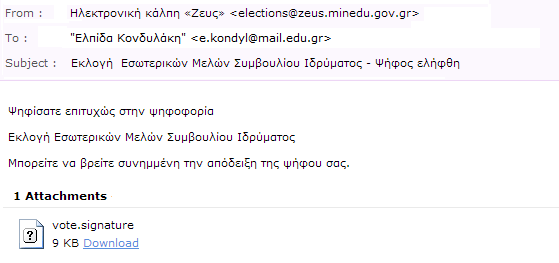 From : Ηλεκτρονική κάλπη «Ζευς» <elections@zeus.minedu.gov.gr>
To : "Ελπίδα Κονδυλάκη" <e.kondyl@mail.edu.gr>
Subject : Εκλογή Εσωτερικών Μελών Συμβουλίου Ιδρύματος - Ψήφος ελήφθη
Ψηφίσατε επιτυχώς στην ψηφοφορία
Εκλογή Εσωτερικών Μελών Συμβουλίου Ιδρύματος
Μπορείτε να βρείτε συνημμένη την απόδειξη της ψήφου σας.
1 Attachments
vote.signature
9 KB Download